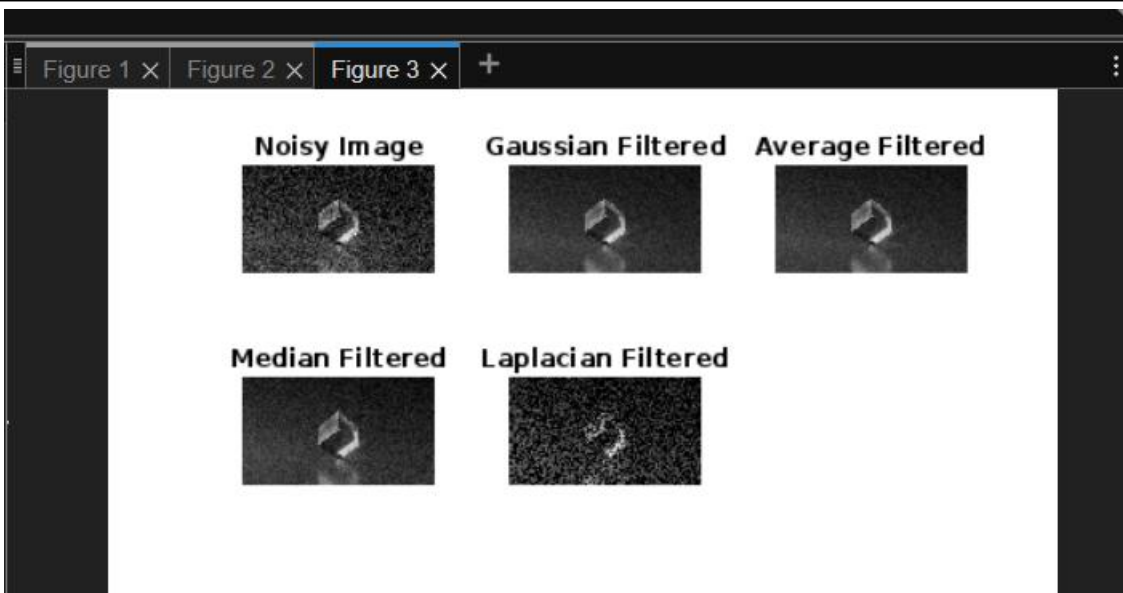 Figure 1 × Figure 2 × Figure 3 × +
Noisy Image Gaussian Filtered Average Filtered
Median Filtered Laplacian Filtered